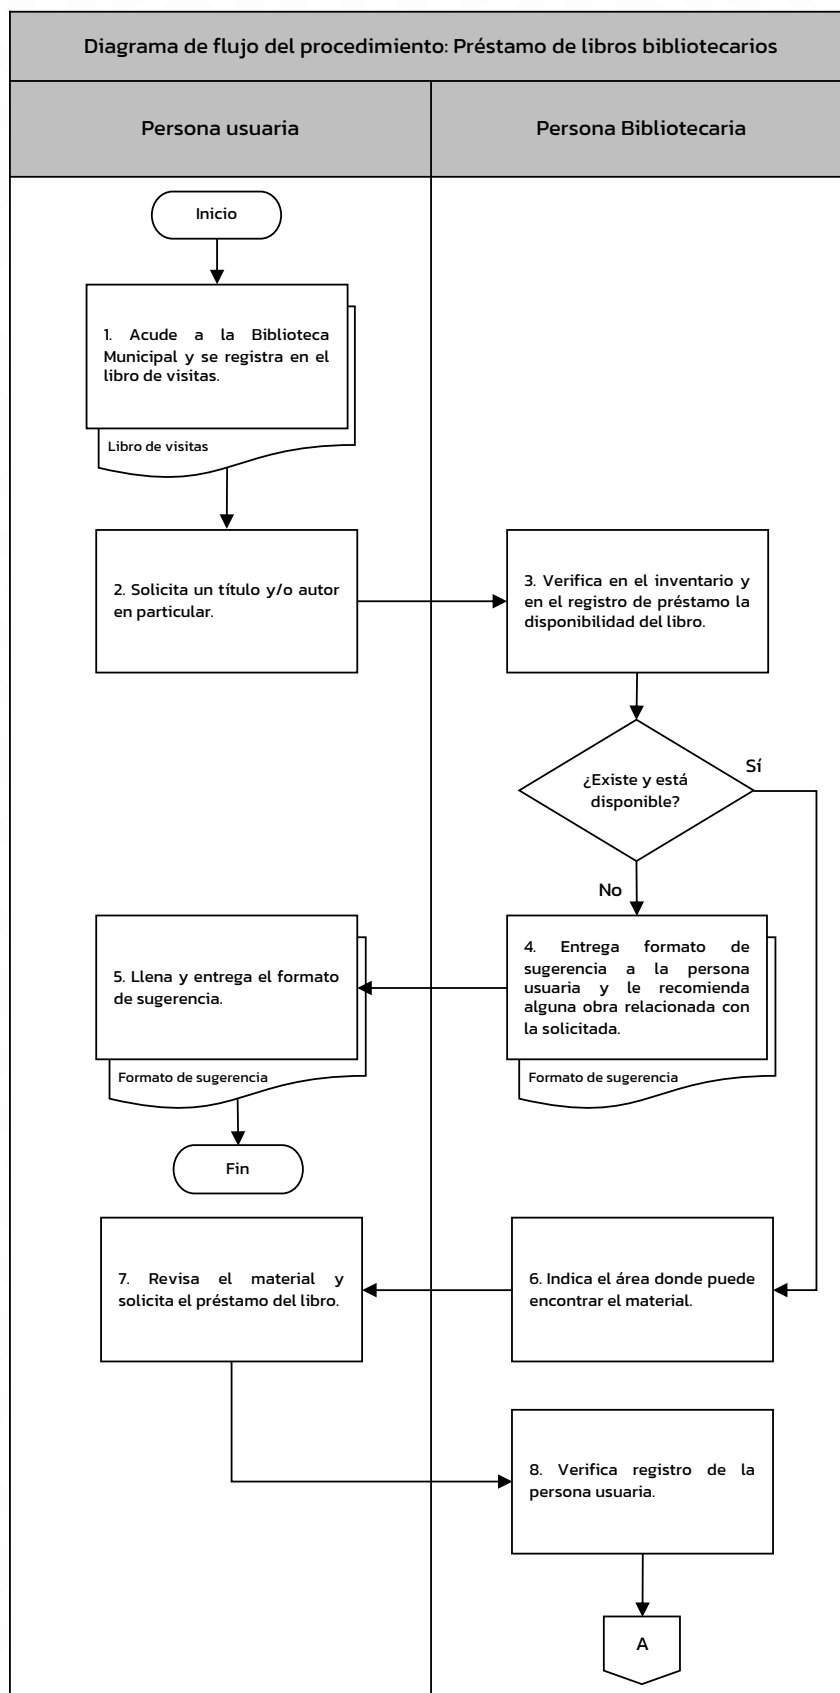 Diagrama de flujo del procedimiento: Préstamo de libros bibliotecarios
Persona usuaria
Persona Bibliotecaria
Inicio
1. Acude a la Biblioteca
Municipal y se registra en el
libro de visitas.
Libro de visitas
2. Solicita un título y/o autor
en particular.
3. Verifica en el inventario y
en el registro de préstamo la
disponibilidad del libro.
¿Existe y está
disponible?
Sí
No
4. Entrega formato de
sugerencia a la persona
usuaria y le recomienda
alguna obra relacionada con
la solicitada.
Formato de sugerencia
5. Llena y entrega el formato
de sugerencia.
Formato de sugerencia
Fin
6. Indica el área donde puede
encontrar el material.
7. Revisa el material y
solicita el préstamo del libro.
8. Verifica registro de la
persona usuaria.
A